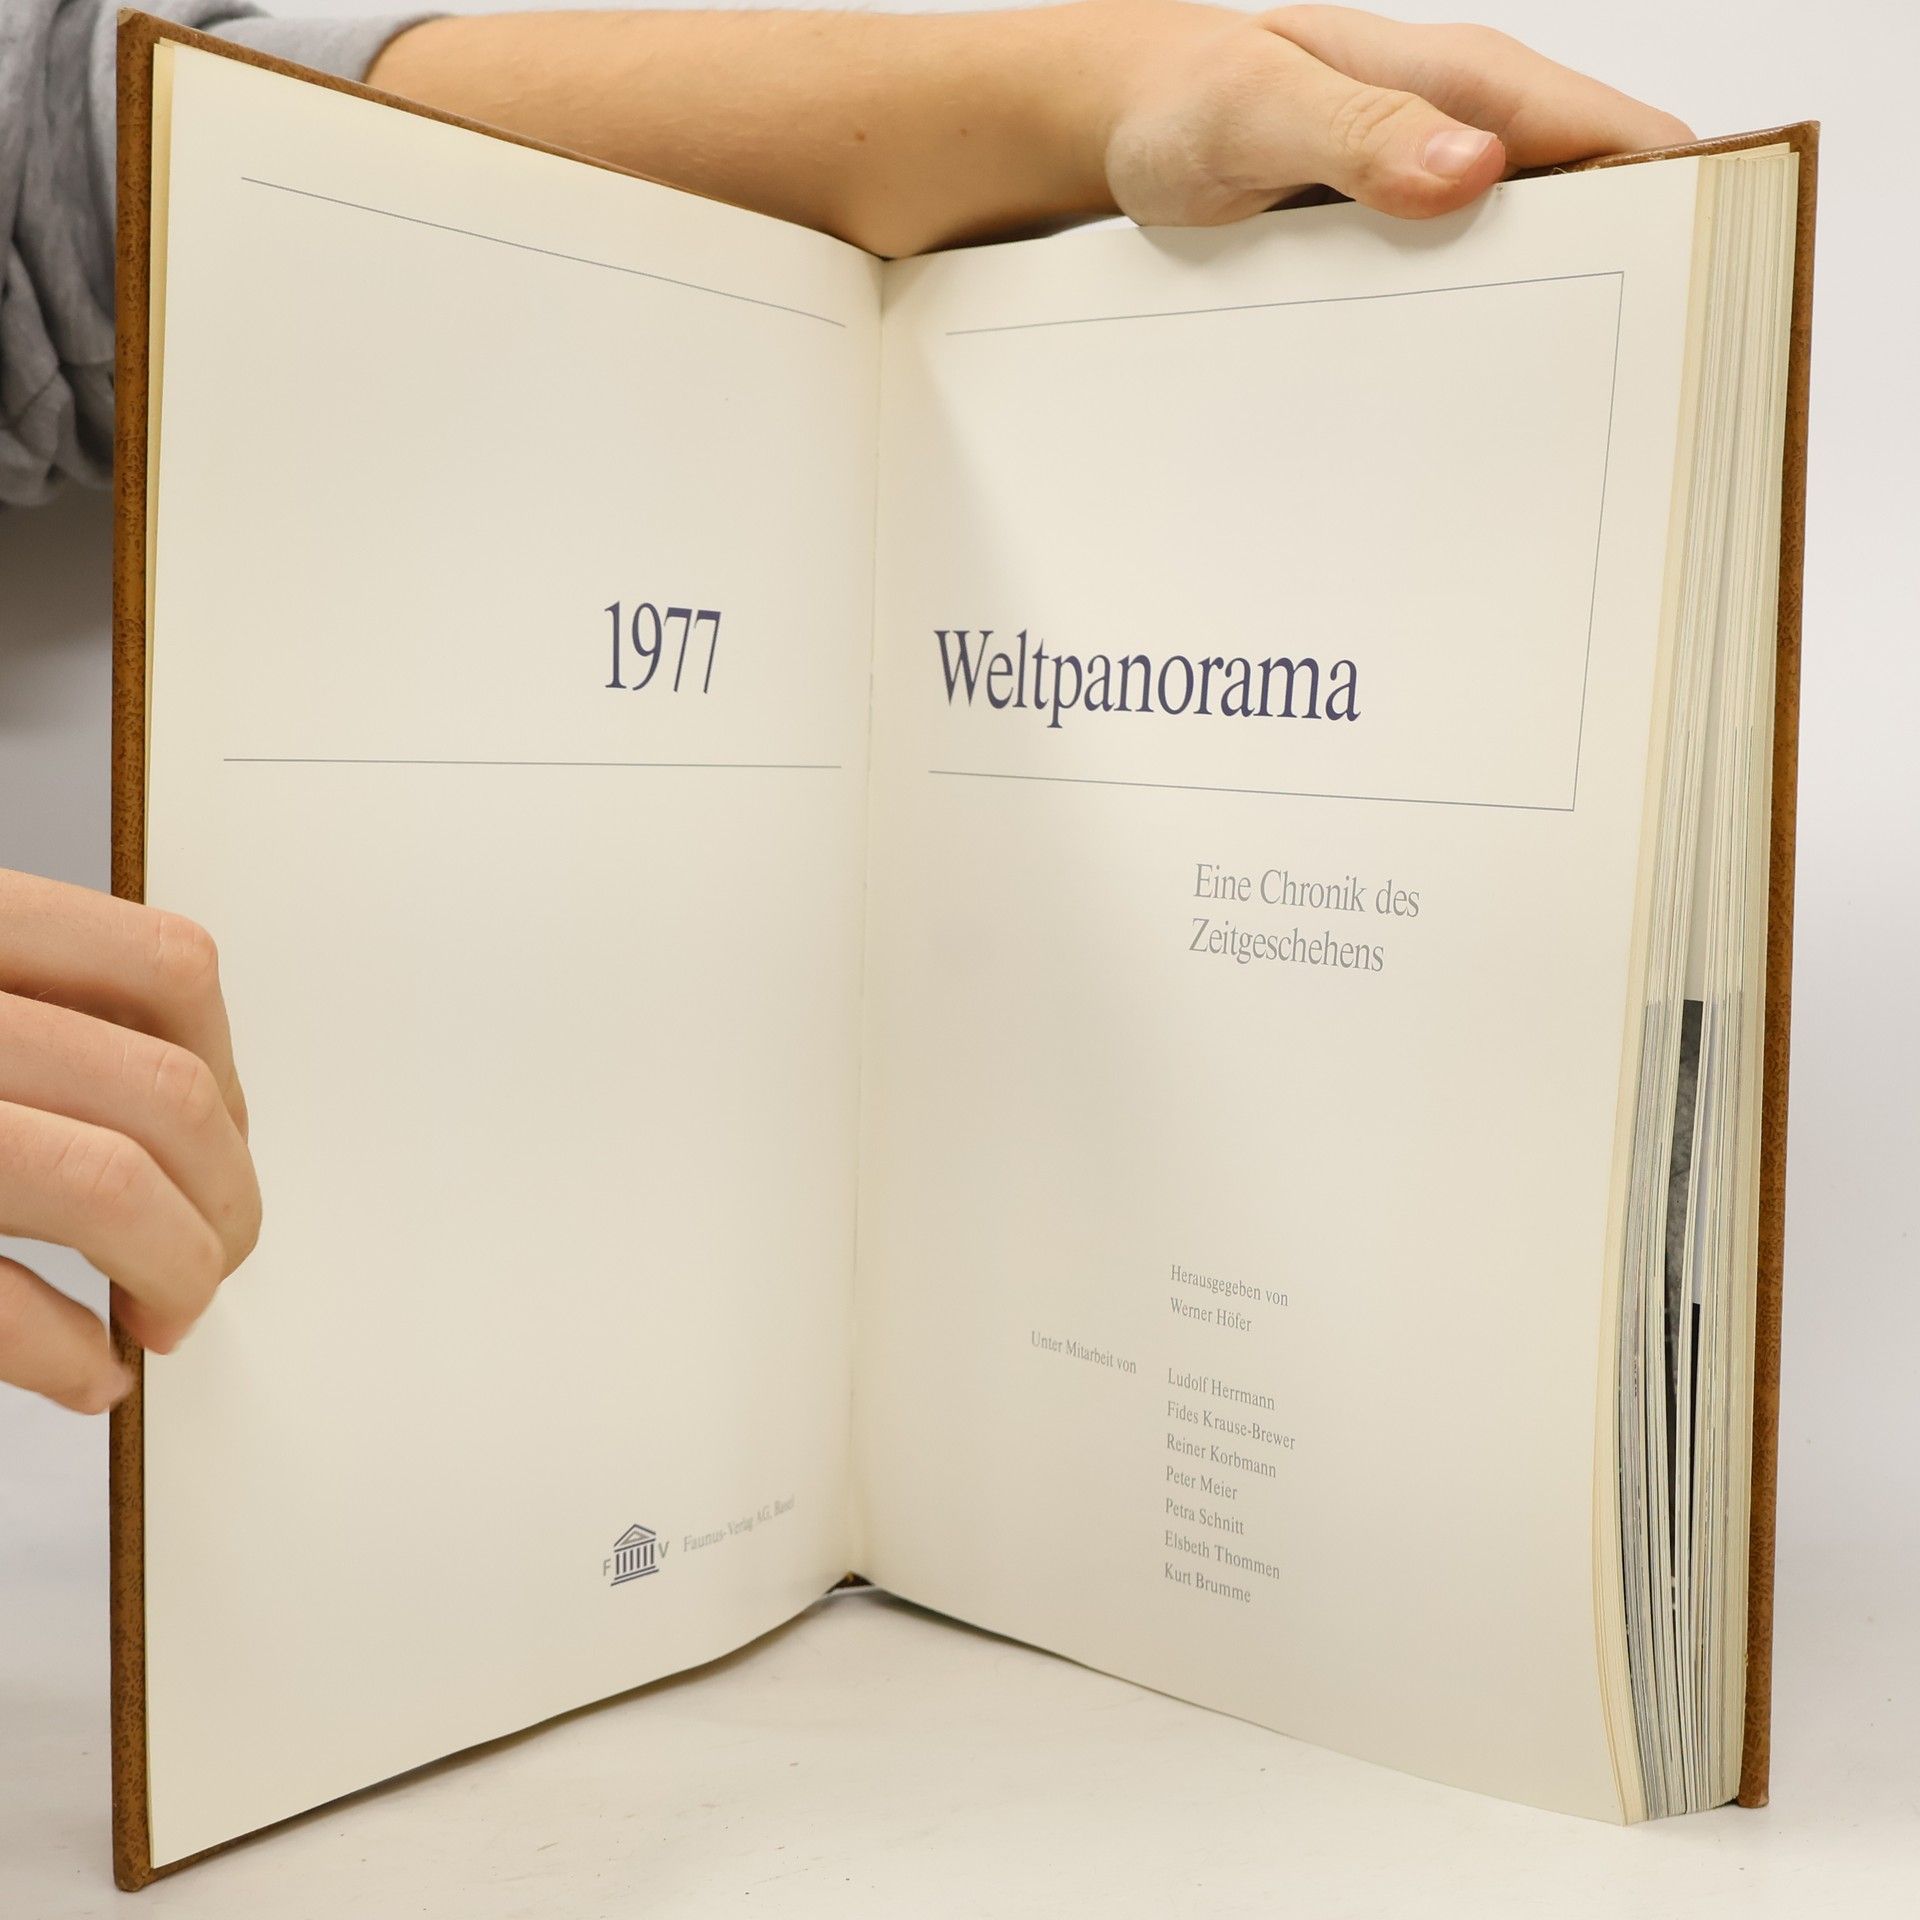 1977
F V Faunus-Verlag AG, Basel
Weltpanorama
Eine Chronik des
Zeitgeschehens
Herausgegeben von
Werner Höfer
Unter Mitarbeit von
Ludolf Herrmann
Fides Krause-Brewer
Reiner Korbmann
Peter Meier
Petra Schnitt
Elsbeth Thommen
Kurt Brumme